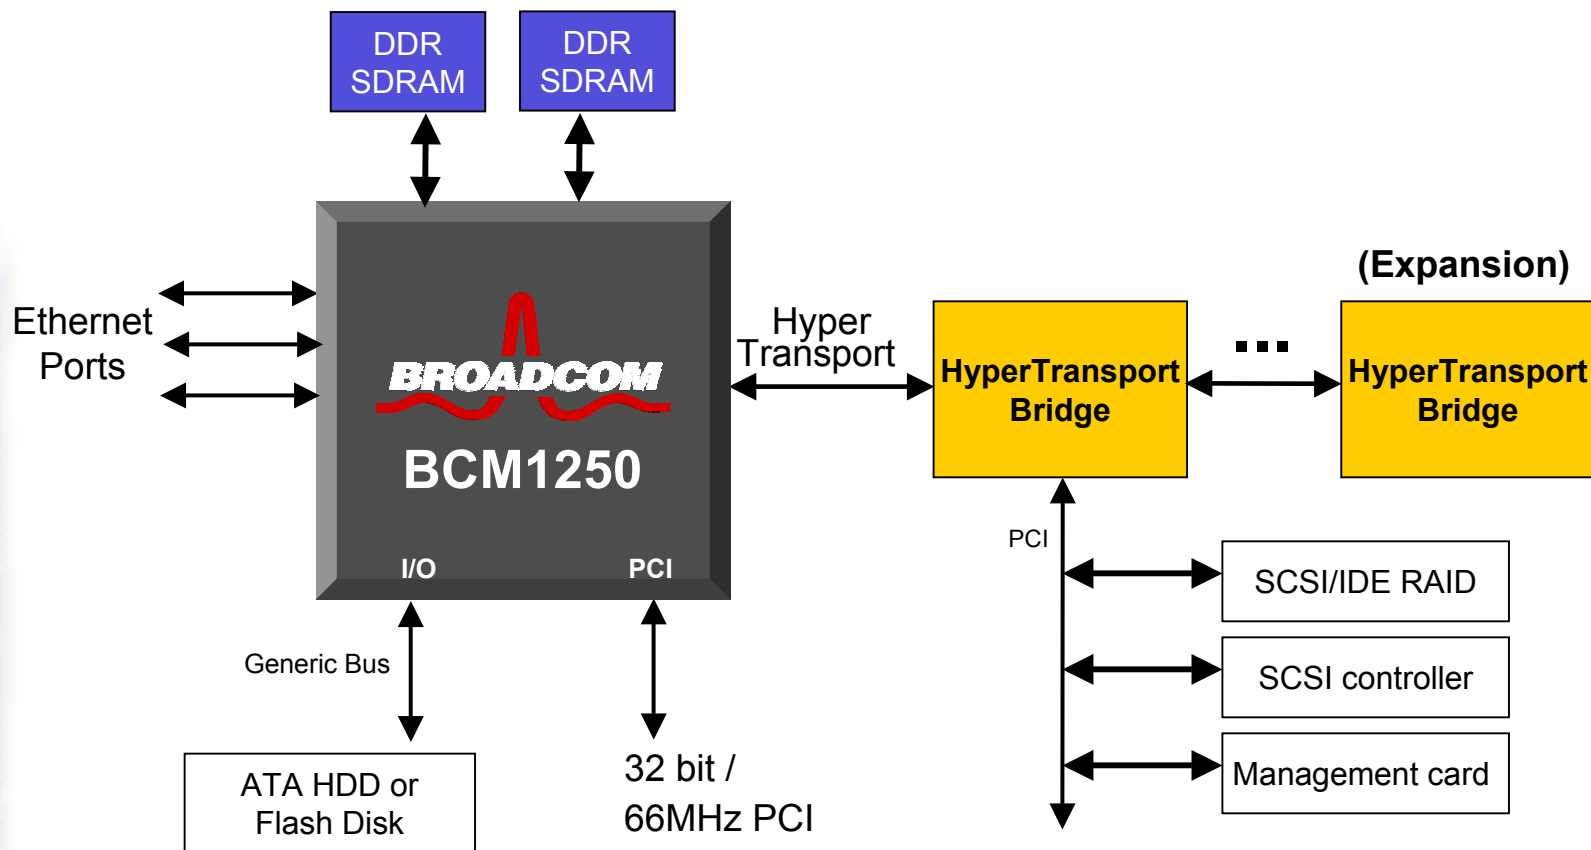 DDR
SDRAM
DDR
SDRAM
Ethernet
Ports
BROADCOM
BCM1250
I/O
PCI
Hyper
Transport
(Expansion)
HyperTransport
Bridge
...
HyperTransport
Bridge
PCI
SCSI/IDE RAID
SCSI controller
Management card
Generic Bus
ATA HDD or
Flash Disk
32 bit /
66MHz PCI